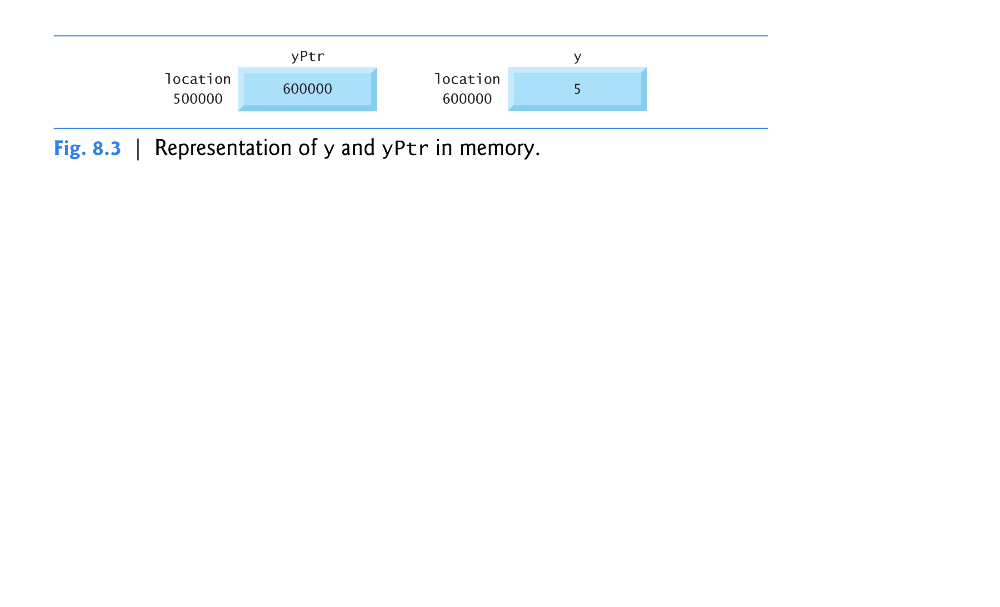 yPtr
location
500000
600000
y
location
600000
5
Fig. 8.3 | Representation of y and yPtr in memory.